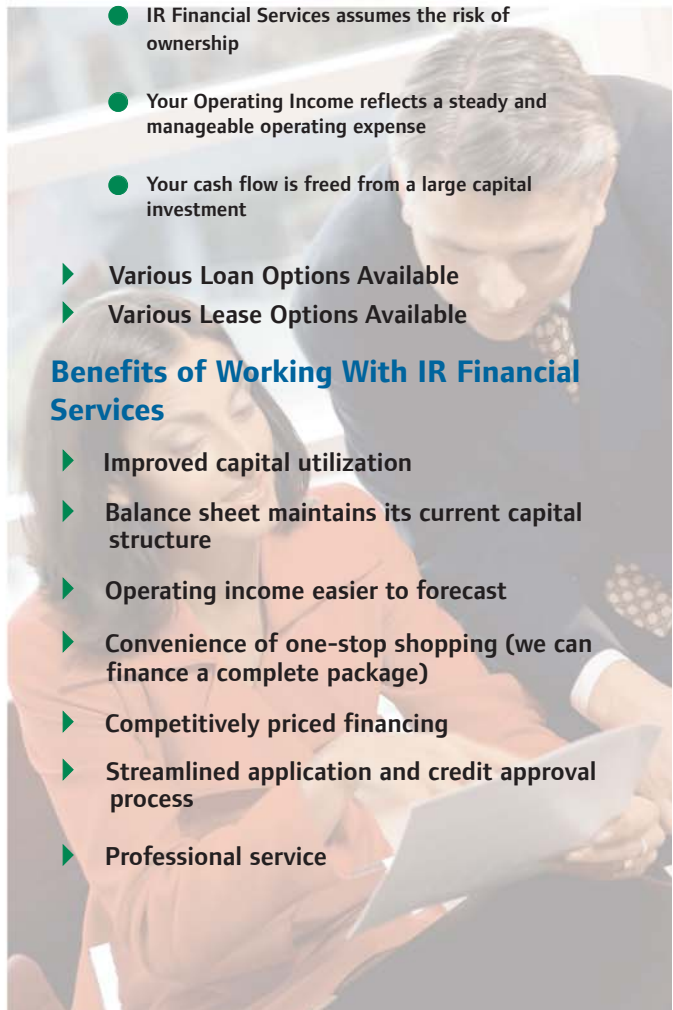 IR Financial Services assumes the risk of
ownership
Your Operating Income reflects a steady and
manageable operating expense
Your cash flow is freed from a large capital
investment
Various Loan Options Available
Various Lease Options Available
Benefits of Working With IR Financial
Services
Improved capital utilization
Balance sheet maintains its current capital
structure
Operating income easier to forecast
Convenience of one-stop shopping (we can
finance a complete package)
Competitively priced financing
Streamlined application and credit approval
process
Professional service